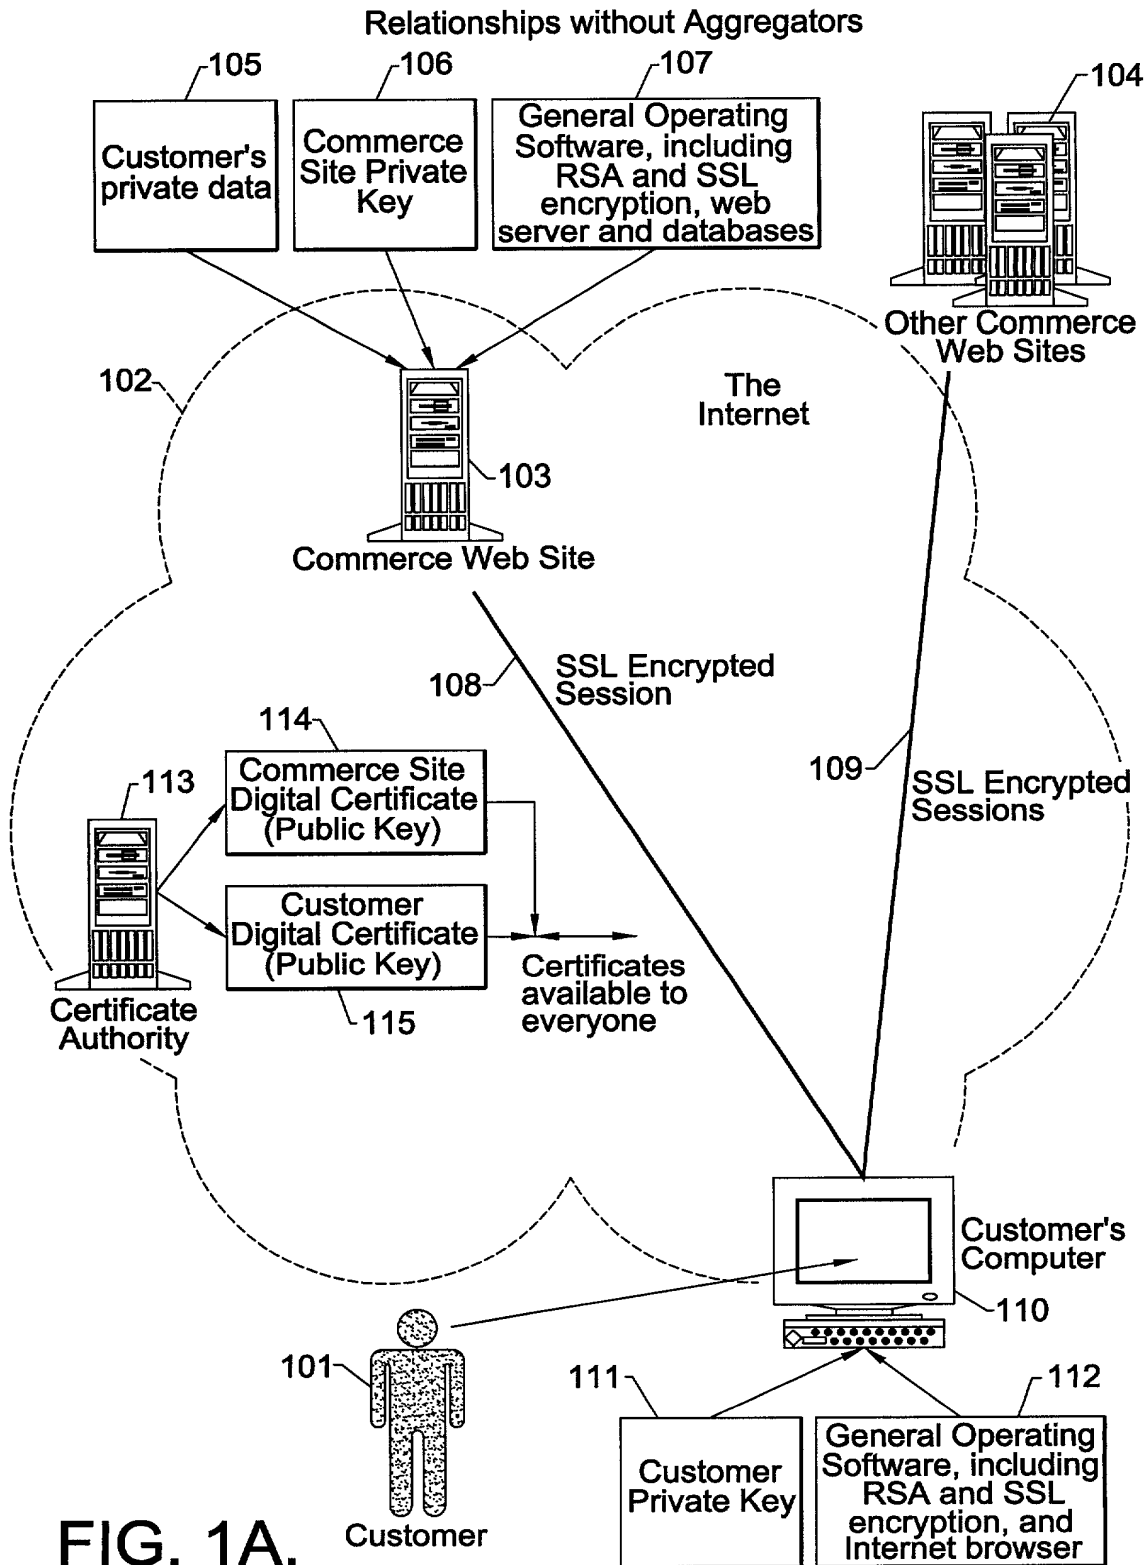 Relationships without Aggregators
105
106
107
104
Customer's
private data
Commerce
Site Private
Key
General Operating
Software, including
RSA and SSL
encryption, web
server and databases
Other Commerce
Web Sites
102
The
Internet
103
Commerce Web Site
108
SSL Encrypted
Session
109
SSL Encrypted
Sessions
114
113
Commerce Site
Digital Certificate
(Public Key)
Customer
Digital Certificate
(Public Key)
Certificates
available to
everyone
Certificate
Authority
115
Customer's
Computer
110
101
111
112
Customer
Private Key
General Operating
Software, including
RSA and SSL
encryption, and
Internet browser
Customer
FIG. 1A.